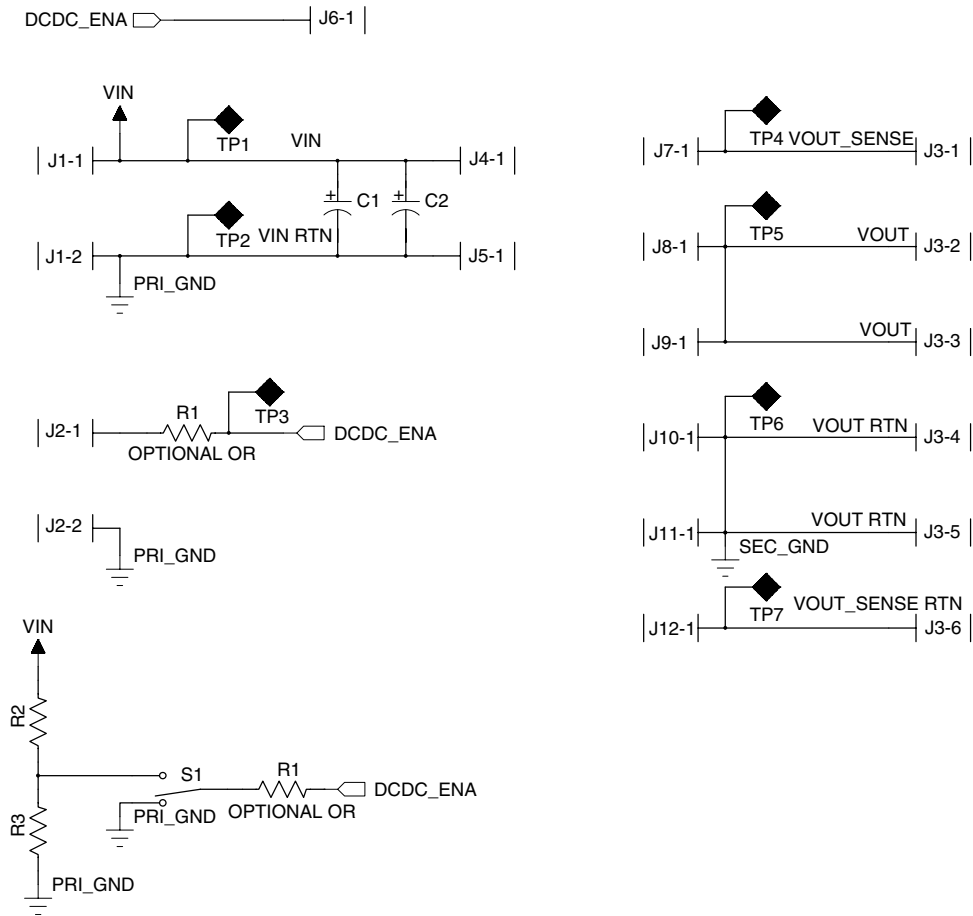 DCDC_ENA
J6-1
VIN
TP1
VIN
J1-1
J4-1
+
C1
+
C2
TP2
VIN RTN
J1-2
J5-1
PRI_GND
TP3
R1
J2-1
DCDC_ENA
OPTIONAL OR
J2-2
PRI_GND
VIN
R2
S1
R1
DCDC_ENA
PRI_GND
OPTIONAL OR
R3
PRI_GND
TP4 VOUT_SENSE
J7-1
J3-1
TP5
VOUT
J8-1
J3-2
VOUT
J9-1
J3-3
TP6
VOUT RTN
J10-1
J3-4
VOUT RTN
J11-1
J3-5
SEC_GND
TP7
VOUT_SENSE RTN
J12-1
J3-6